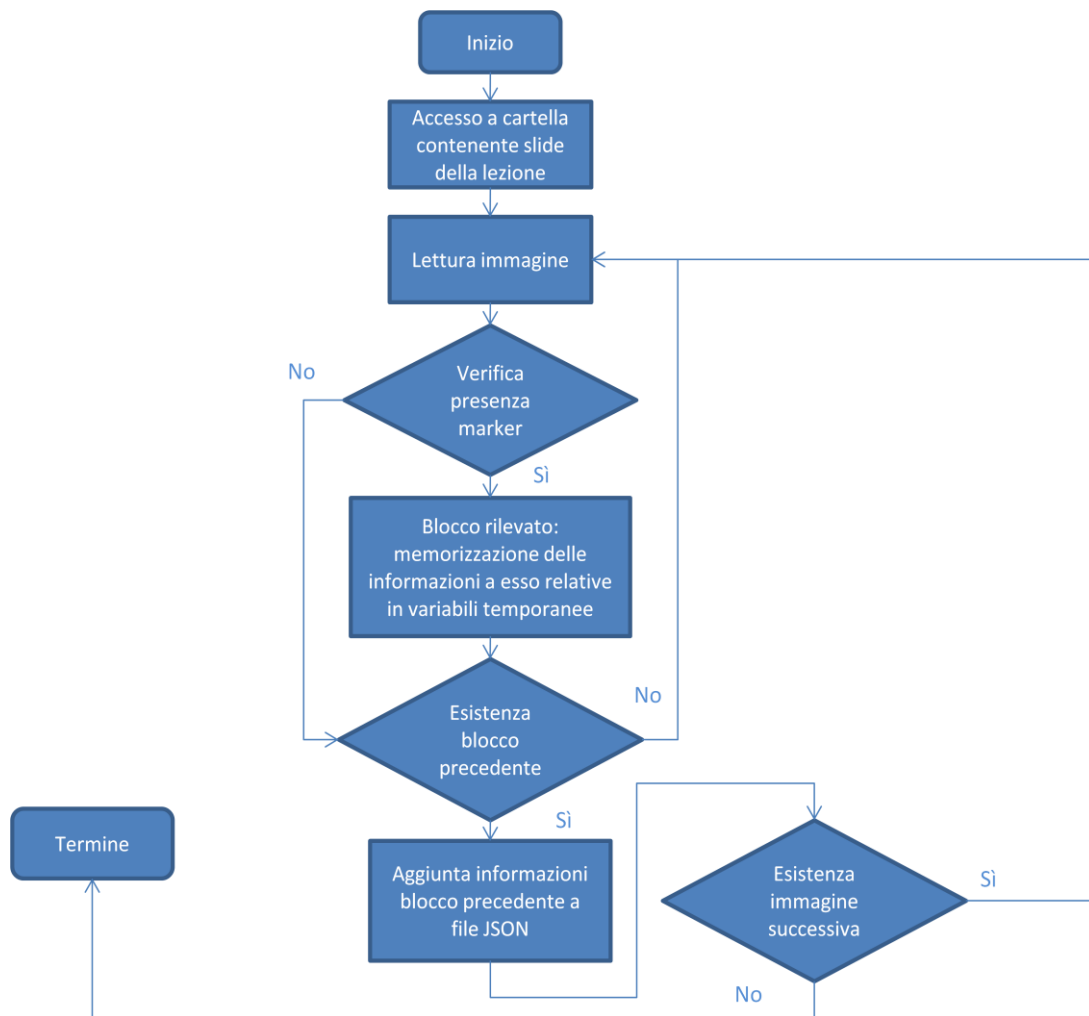 Inizio
Accesso a cartella
contenente slide
della lezione
Lettura immagine
No
Verifica
presenza
marker
Sì
Blocco rilevato:
memorizzazione delle
informazioni a esso relative
in variabili temporanee
No
Esistenza
blocco
precedente
Sì
Termine
Aggiunta informazioni
blocco precedente a
file JSON
Esistenza
immagine
successiva
Sì
No